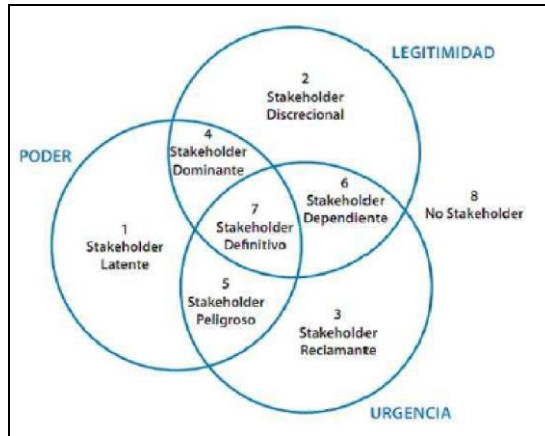 LEGITIMIDAD
2
Stakeholder
Discrecional
PODER
4
Stakeholder
Dominante
6
Stakeholder
Dependiente
8
No Stakeholder
7
Stakeholder
Definitivo
1
Stakeholder
Latente
5
Stakeholder
Peligroso
3
Stakeholder
Reclamante
URGENCIA